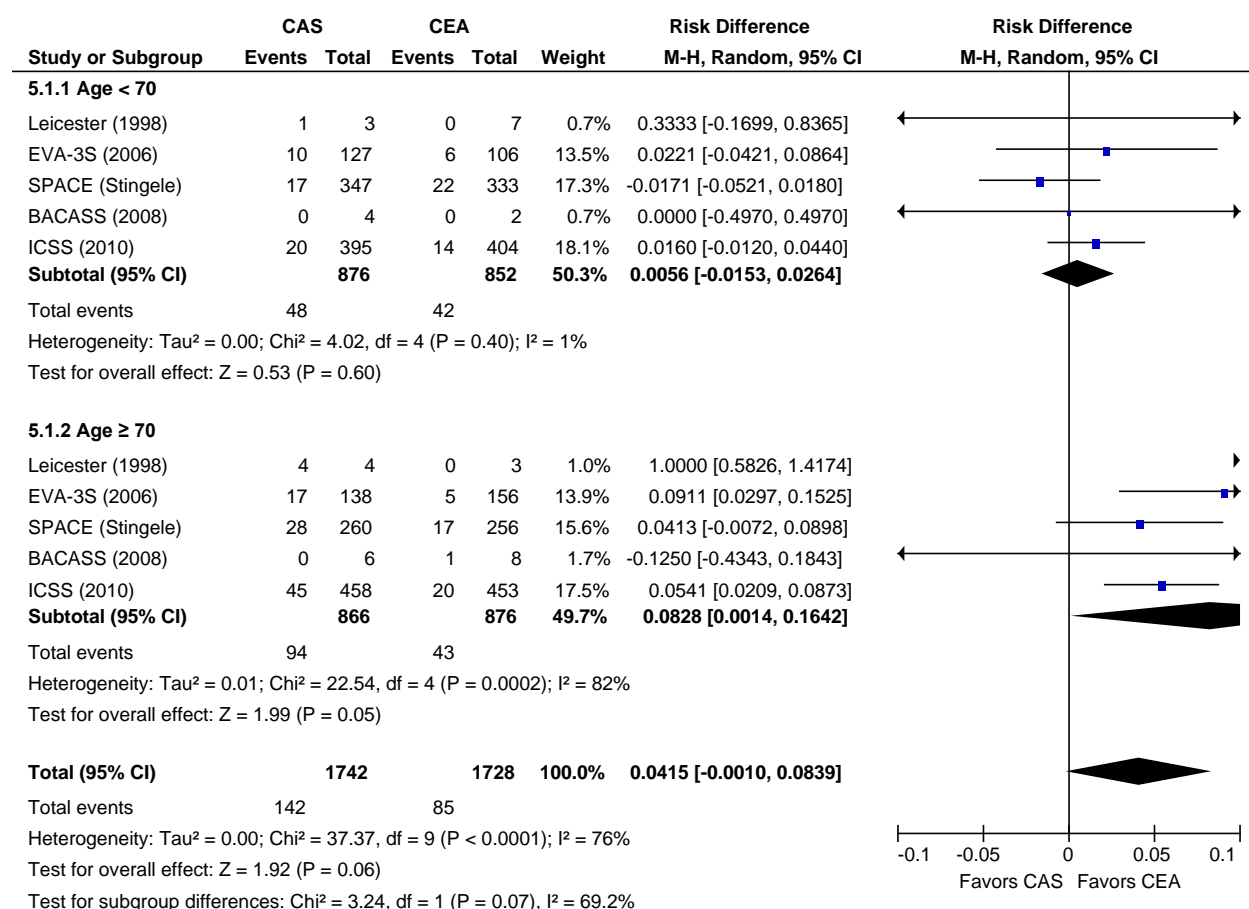 CAS CEA Risk Difference Risk Difference
Study or Subgroup Events Total Events Total Weight M-H, Random, 95% CI M-H, Random, 95% CI
5.1.1 Age < 70
Leicester (1998) 1 3 0 7 0.7% 0.3333 [-0.1699, 0.8365]
EVA-3S (2006) 10 127 6 106 13.5% 0.0221 [-0.0421, 0.0864]
SPACE (Stingele) 17 347 22 333 17.3% -0.0171 [-0.0521, 0.0180]
BACASS (2008) 0 4 0 2 0.7% 0.0000 [-0.4970, 0.4970]
ICSS (2010) 20 395 14 404 18.1% 0.0160 [-0.0120, 0.0440]
Subtotal (95% CI) 876 852 50.3% 0.0056 [-0.0153, 0.0264]
Total events 48 42
Heterogeneity: Tau² = 0.00; Chi² = 4.02, df = 4 (P = 0.40); I² = 1%
Test for overall effect: Z = 0.53 (P = 0.60)
5.1.2 Age ≥ 70
Leicester (1998) 4 4 0 3 1.0% 1.0000 [0.5826, 1.4174]
EVA-3S (2006) 17 138 5 156 13.9% 0.0911 [0.0297, 0.1525]
SPACE (Stingele) 28 260 17 256 15.6% 0.0413 [-0.0072, 0.0898]
BACASS (2008) 0 6 1 8 1.7% -0.1250 [-0.4343, 0.1843]
ICSS (2010) 45 458 20 453 17.5% 0.0541 [0.0209, 0.0873]
Subtotal (95% CI) 866 876 49.7% 0.0828 [0.0014, 0.1642]
Total events 94 43
Heterogeneity: Tau² = 0.01; Chi² = 22.54, df = 4 (P = 0.0002); I² = 82%
Test for overall effect: Z = 1.99 (P = 0.05)
Total (95% CI) 1742 1728 100.0% 0.0415 [-0.0010, 0.0839]
Total events 142 85
Heterogeneity: Tau² = 0.00; Chi² = 37.37, df = 9 (P < 0.0001); I² = 76%
Test for overall effect: Z = 1.92 (P = 0.06)
Test for subgroup differences: Chi² = 3.24, df = 1 (P = 0.07), I² = 69.2%
-0.1 -0.05 0 0.05 0.1
Favors CAS Favors CEA